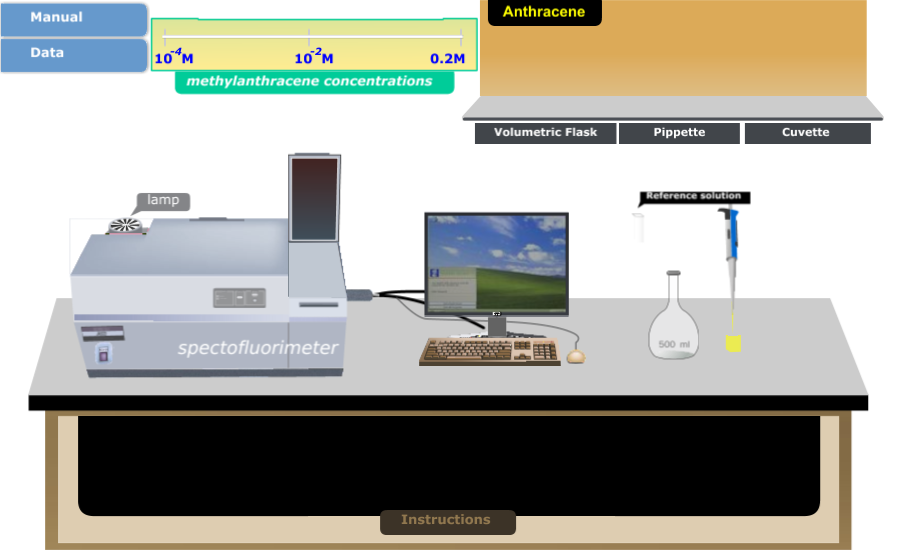 Manual
Data
10^-4 M
10^-2 M
0.2M
methylanthracene concentrations
Anthracene
Volumetric Flask
Pippette
Cuvette
lamp
Reference solution
spectofluorimeter
500 ml
Instructions